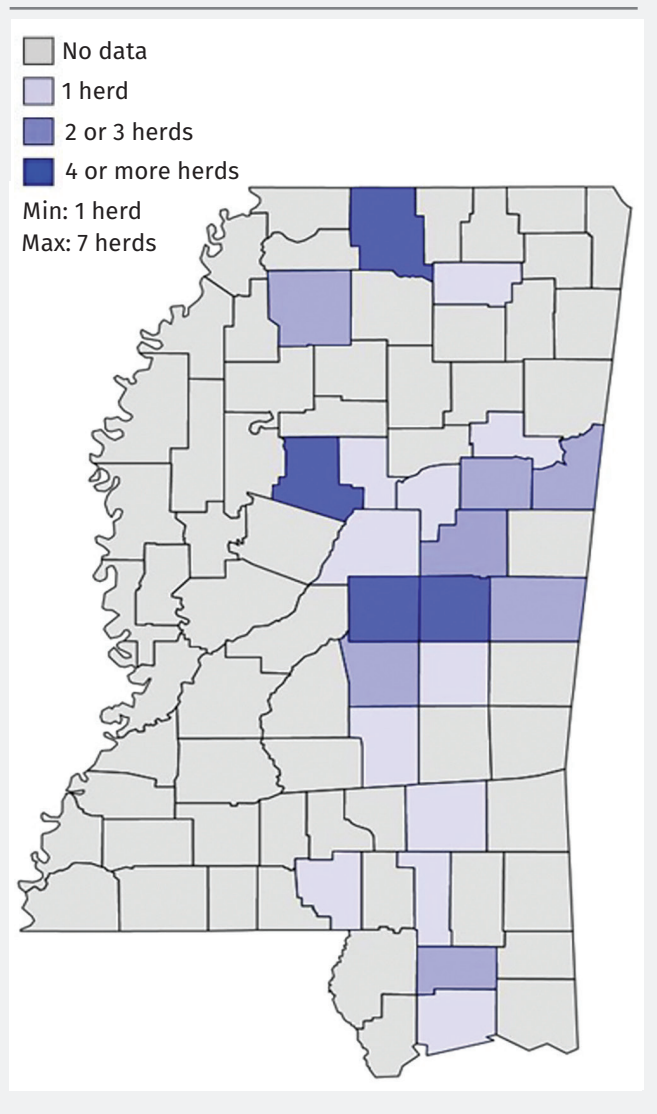 No data
1 herd
2 or 3 herds
4 or more herds
Min: 1 herd
Max: 7 herds